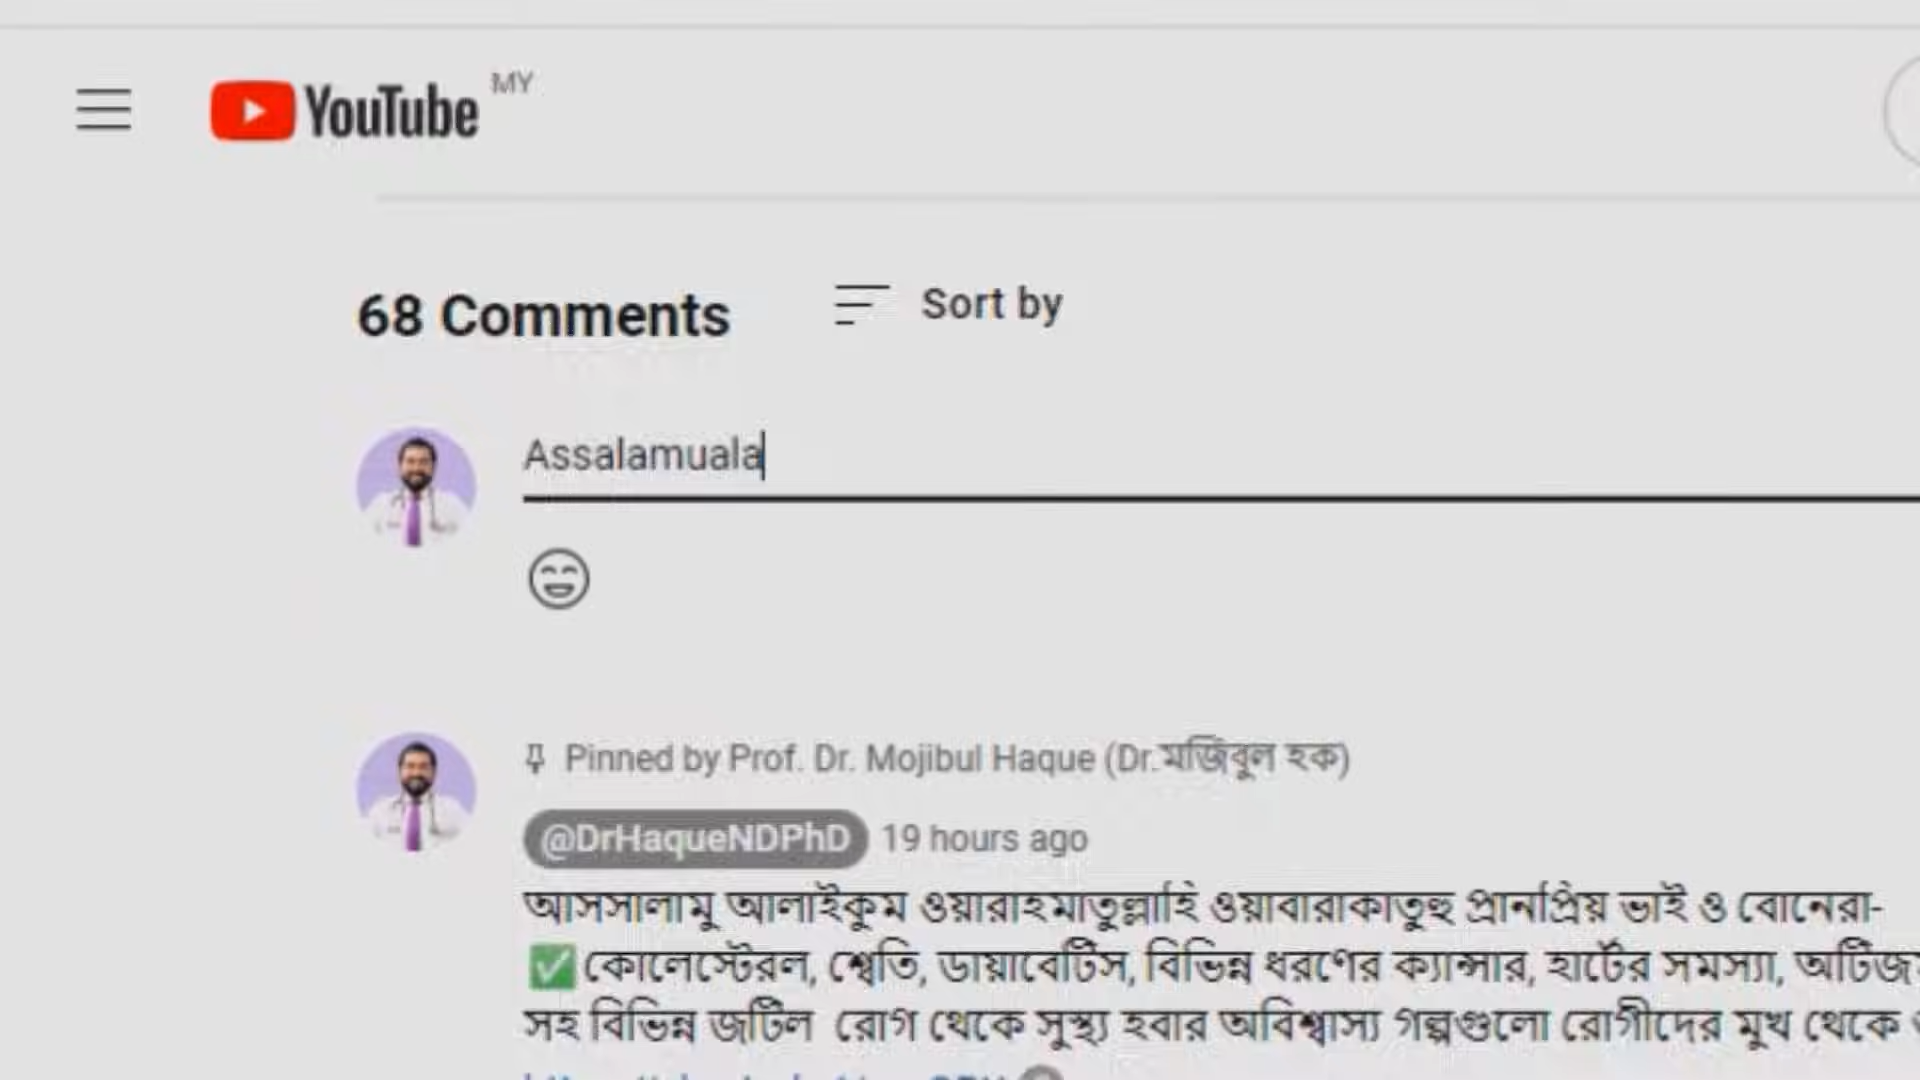 YouTube MY
68 Comments
Sort by
Assalamuala
Pinned by Prof. Dr. Mojibul Haque (Dr.মজিবুল হক)
@DrHaqueNDPhD 19 hours ago
আসসালামু আলাইকুম ওয়ারাহমাতুল্লাহি ওয়াবারাকাতুহু প্রানপ্রিয় ভাই ও বোনেরা-
✅ কোলেস্টেরল, শ্বেতি, ডায়াবেটিস, বিভিন্ন ধরণের ক্যান্সার, হার্টের সমস্যা,
সহ বিভিন্ন জটিল রোগ থেকে সুস্থ্য হবার অবিশ্বাস্য গল্পগুলো রোগীদের মুখ থেকে